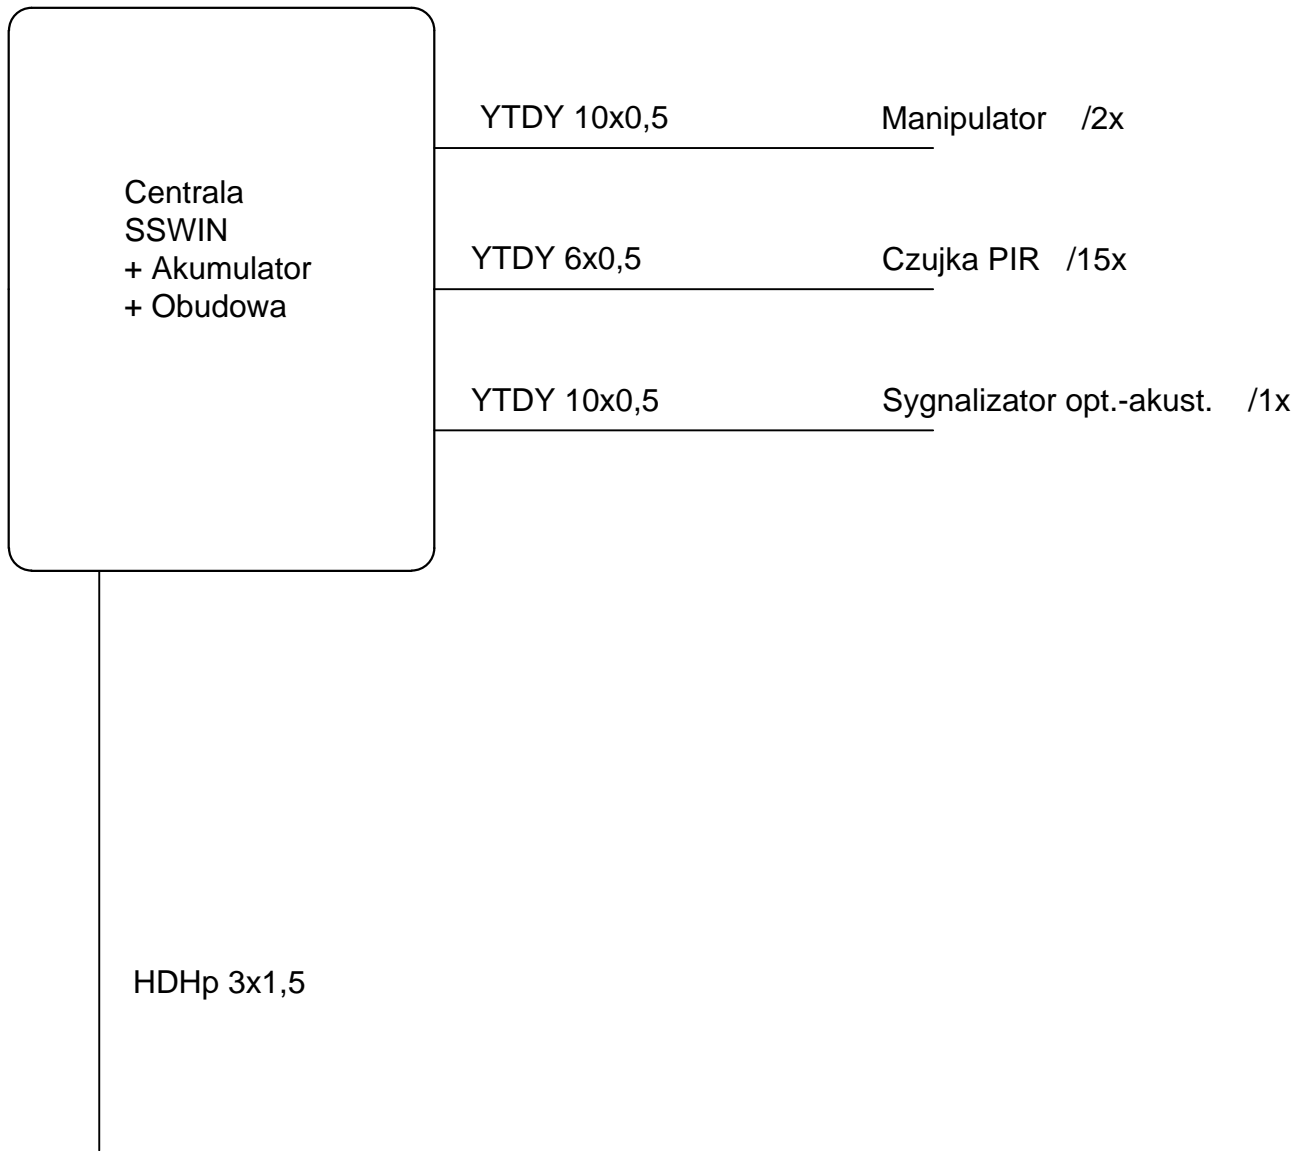 YTDY 10x0,5 Manipulator /2x
Centrala
SSWIN
+ Akumulator
+ Obudowa
YTDY 6x0,5 Czujka PIR /15x
YTDY 10x0,5 Sygnalizator opt.-akust. /1x
HDHp 3x1,5